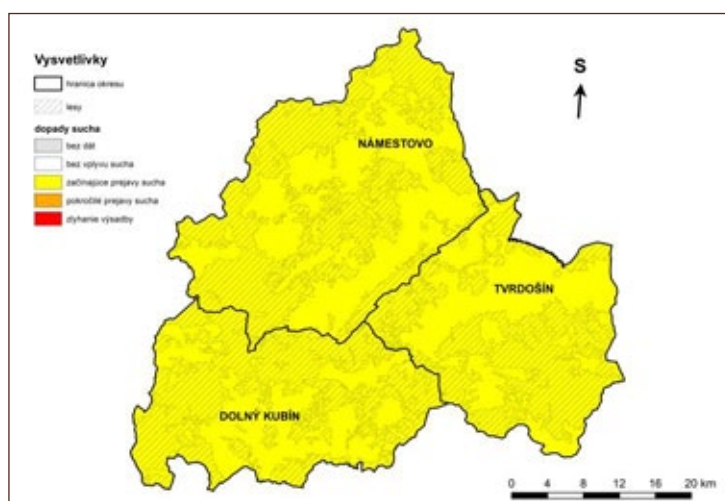 Vysvetlivky
hranica okresu
lesy
dopady sucha
bez dát
bez vplyvu sucha
začínajúce prejavy sucha
pokročilé prejavy sucha
zlyhanie výsadby
S
NÁMESTOVO
TVRDOŠÍN
DOLNÝ KUBÍN
0 4 8 12 16 20 km